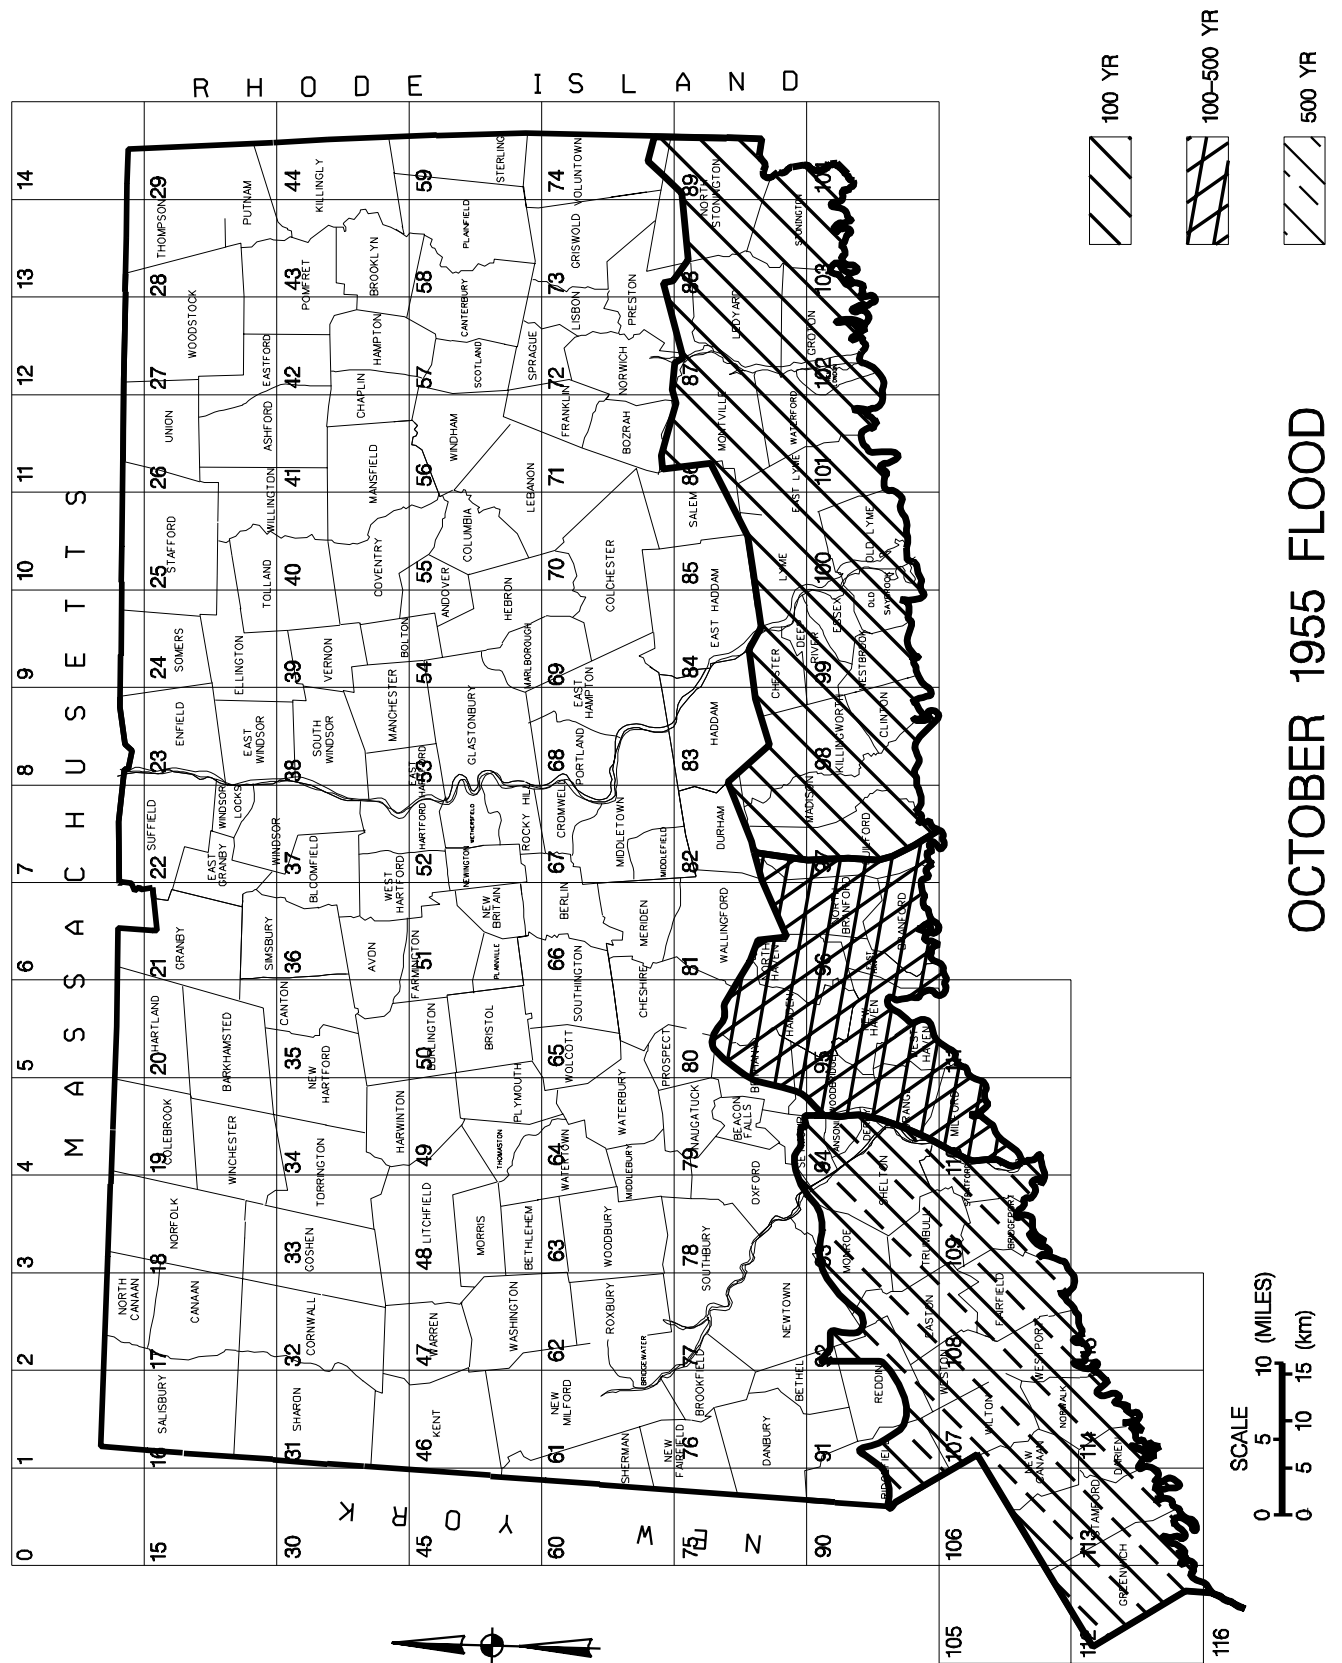 MASSACHUSETTS
RHODE ISLAND
NEW YORK
0
1
2
3
4
5
6
7
8
9
10
11
12
13
14
15
16
17
18
19
20
21
22
23
24
25
26
27
28
29
30
31
32
33
34
35
36
37
38
39
40
41
42
43
44
45
46
47
48
49
50
51
52
53
54
55
56
57
58
59
60
61
62
63
64
65
66
67
68
69
70
71
72
73
74
75
76
77
78
79
80
81
82
83
84
85
86
87
88
89
90
91
92
93
94
95
96
97
98
99
100
101
102
103
105
106
107
108
109
112
113
114
116
SALISBURY
NORTH CANAAN
CANAAN
NORFOLK
COLEBROOK
HARTLAND
GRANBY
SUFFIELD
ENFIELD
SOMERS
STAFFORD
UNION
WOODSTOCK
THOMPSON
PUTNAM
SHARON
CORNWALL
GOSHEN
TORRINGTON
WINCHESTER
BARKHAMSTED
NEW HARTFORD
CANTON
SIMSBURY
EAST GRANBY
WINDSOR LOCKS
WINDSOR
BLOOMFIELD
EAST WINDSOR
SOUTH WINDSOR
ELLINGTON
VERNON
TOLLAND
WILLINGTON
ASHFORD
EASTFORD
POMFRET
KILLINGLY
BROOKLYN
HAMPTON
CHAPLIN
MANSFIELD
COVENTRY
BOLTON
MANCHESTER
EAST HARTFORD
HARTFORD
WEST HARTFORD
AVON
FARMINGTON
BURLINGTON
HARWINTON
LITCHFIELD
WARREN
KENT
MORRIS
THOMASTON
PLYMOUTH
BRISTOL
PLAINVILLE
NEW BRITAIN
NEWINGTON
WETHERSFIELD
ROCKY HILL
GLASTONBURY
ANDOVER
COLUMBIA
HEBRON
WINDHAM
SCOTLAND
CANTERBURY
PLAINFIELD
STERLING
WASHINGTON
BETHLEHEM
WATERTOWN
WOLCOTT
SOUTHINGTON
BERLIN
CROMWELL
PORTLAND
EAST HAMPTON
MARLBOROUGH
LEBANON
FRANKLIN
SPRAGUE
LISBON
GRISWOLD
VOLUNTOWN
NEW MILFORD
ROXBURY
WOODBURY
MIDDLEBURY
WATERBURY
CHESHIRE
MERIDEN
MIDDLETOWN
MIDDLEFIELD
COLCHESTER
BOZRAH
NORWICH
PRESTON
SHERMAN
BRIDGEWATER
NEW FAIRFIELD
BROOKFIELD
SOUTHBURY
NAUGATUCK
PROSPECT
BEACON FALLS
WALLINGFORD
DURHAM
HADDAM
EAST HADDAM
SALEM
MONTVILLE
LEDYARD
NORTH STONINGTON
DANBURY
BETHEL
NEWTOWN
OXFORD
BETHANY
HAMDEN
NORTH HAVEN
MADISON
CHESTER
DEEP RIVER
LYME
EAST LYME
WATERFORD
GROTON
STONINGTON
RIDGEFIELD
REDDING
MONROE
SHELTON
WOODBRIDGE
NEW HAVEN
NORTH BRANFORD
BRANFORD
GUILFORD
KILLINGWORTH
CLINTON
WESTBROOK
ESSEX
OLD SAYBROOK
OLD LYME
WESTON
EASTON
TRUMBULL
ORANGE
WEST HAVEN
WILTON
FAIRFIELD
BRIDGEPORT
STRATFORD
MILFORD
NEW CANAAN
NORWALK
WESTPORT
DARIEN
STAMFORD
GREENWICH
100 YR
100-500 YR
500 YR
SCALE
0 5 10 (MILES)
0 5 10 15 (km)
OCTOBER 1955 FLOOD